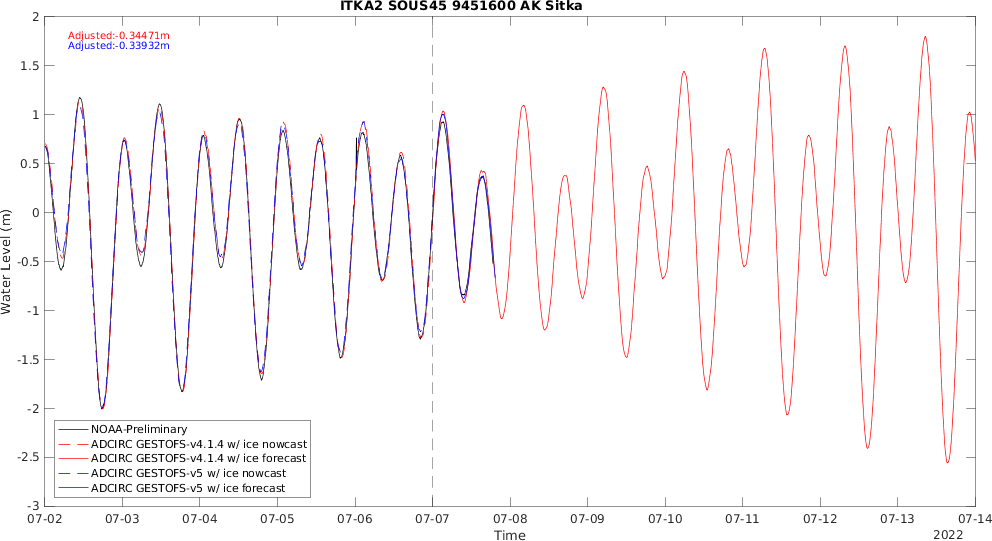 ITKA2 SOUS45 9451600 AK Sitka
Adjusted:-0.34471m
Adjusted:-0.33932m
2
1.5
1
0.5
0
-0.5
-1
-1.5
-2
-2.5
-3
Water Level (m)
NOAA-Preliminary
ADCIRC GESTOFS-v4.1.4 w/ ice nowcast
ADCIRC GESTOFS-v4.1.4 w/ ice forecast
ADCIRC GESTOFS-v5 w/ ice nowcast
ADCIRC GESTOFS-v5 w/ ice forecast
07-02 07-03 07-04 07-05 07-06 07-07 07-08 07-09 07-10 07-11 07-12 07-13 07-14
Time
2022